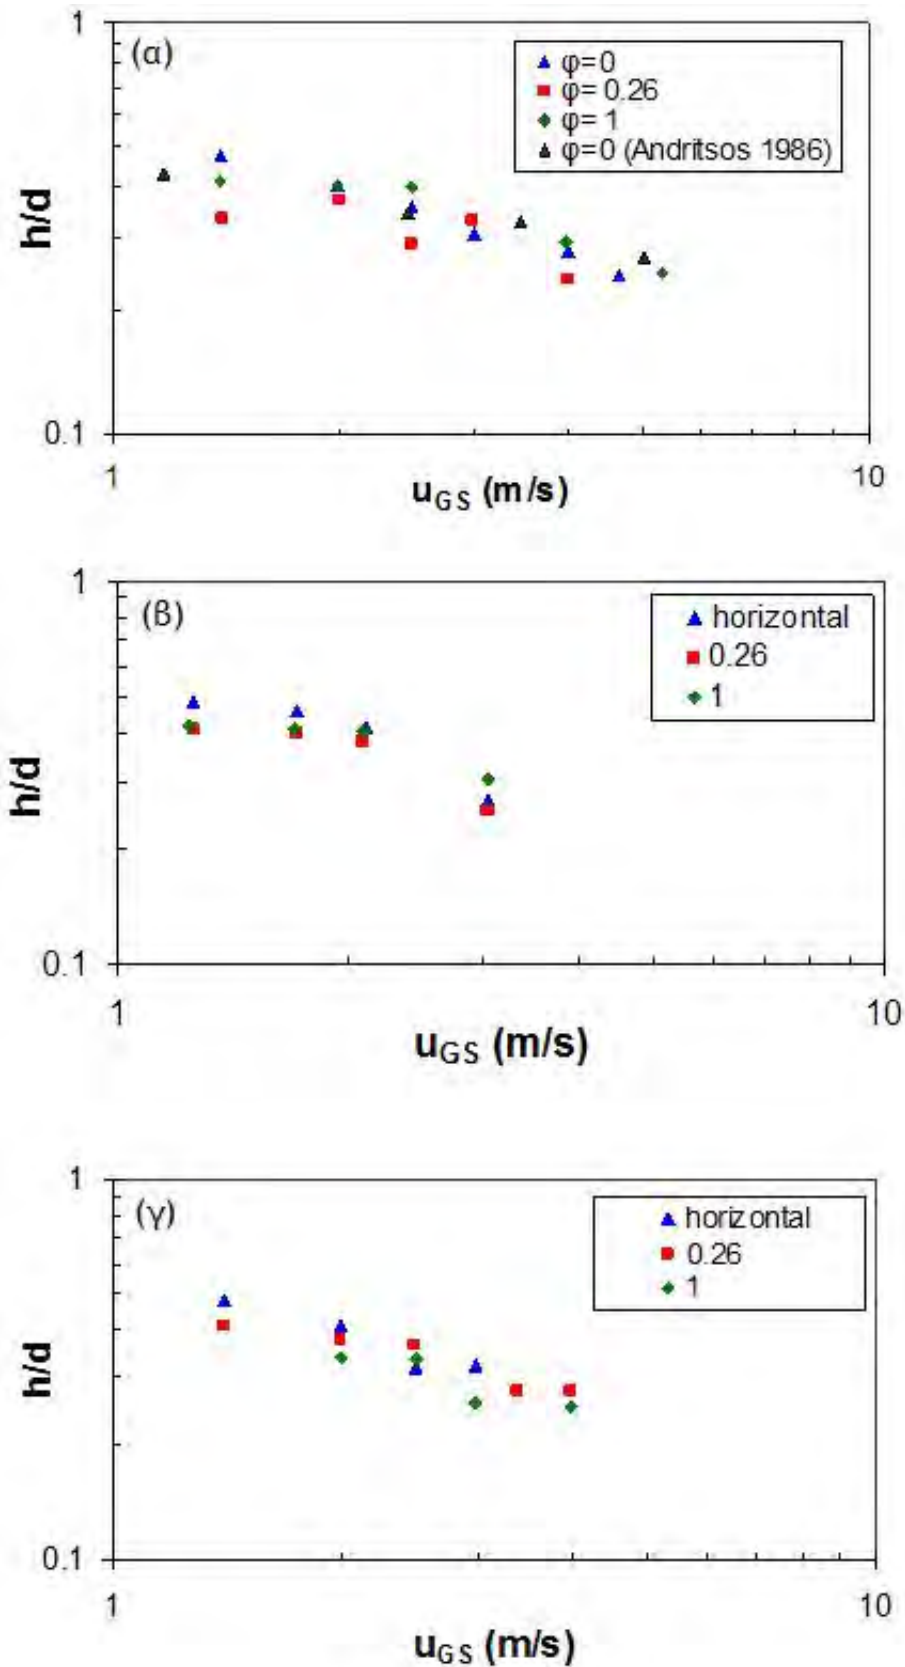 1
(α)
φ=0
φ= 0.26
φ= 1
φ=0 (Andritsos 1986)
h/d
0.1
1
10
uGS (m/s)
1
(β)
horizontal
0.26
1
h/d
0.1
1
10
uGS (m/s)
1
(γ)
horizontal
0.26
1
h/d
0.1
1
10
uGS (m/s)